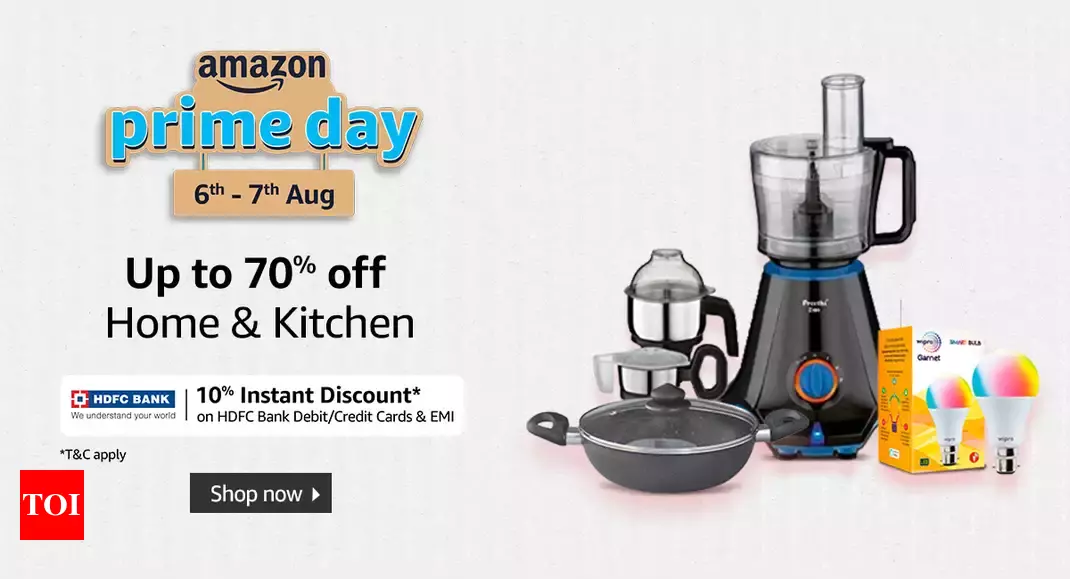 amazon
prime day
6th - 7th Aug
Up to 70% off
Home & Kitchen
HDFC BANK
We understand your world
10% Instant Discount*
on HDFC Bank Debit/Credit Cards & EMI
*T&C apply
Shop now
TOI
Preethi
wipro
SMART BULB
Garnet
wipro